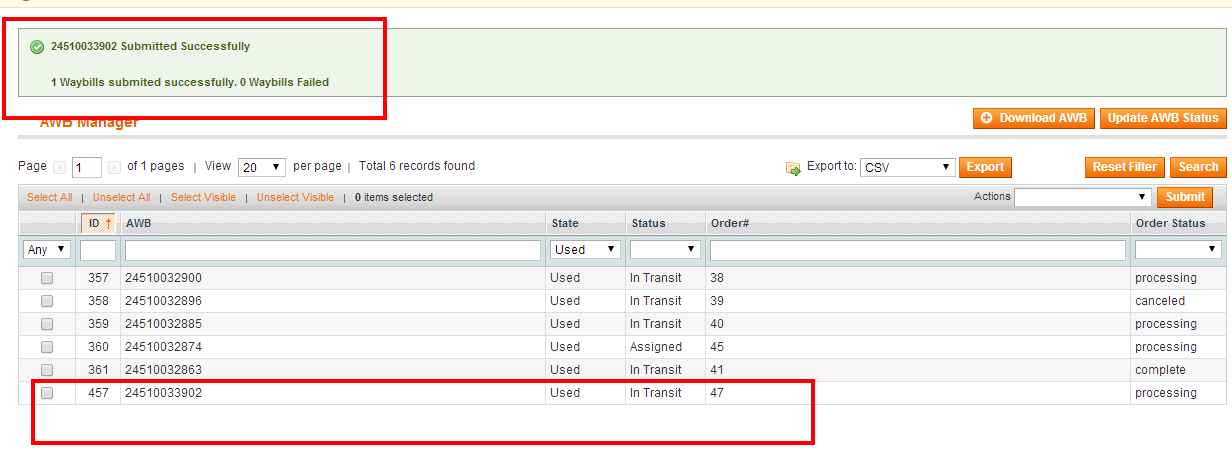 24510033902 Submitted Successfully
1 Waybills submited successfully. 0 Waybills Failed
AWB Manager
Download AWB Update AWB Status
Page 1 of 1 pages | View 20 per page | Total 6 records found Export to: CSV Export Reset Filter Search
Select All | Unselect All | Select Visible | Unselect Visible | 0 items selected Actions Submit
ID AWB State Status Order# Order Status
Any Used
357 24510032900 Used In Transit 38 processing
358 24510032896 Used In Transit 39 canceled
359 24510032885 Used In Transit 40 processing
360 24510032874 Used Assigned 45 processing
361 24510032863 Used In Transit 41 complete
457 24510033902 Used In Transit 47 processing